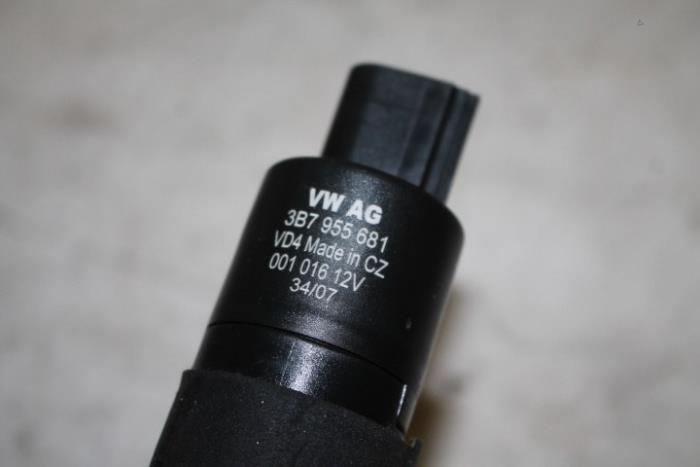 VW AG
3B7 955 681
VD4 Made in CZ
001 016 12V
34/07